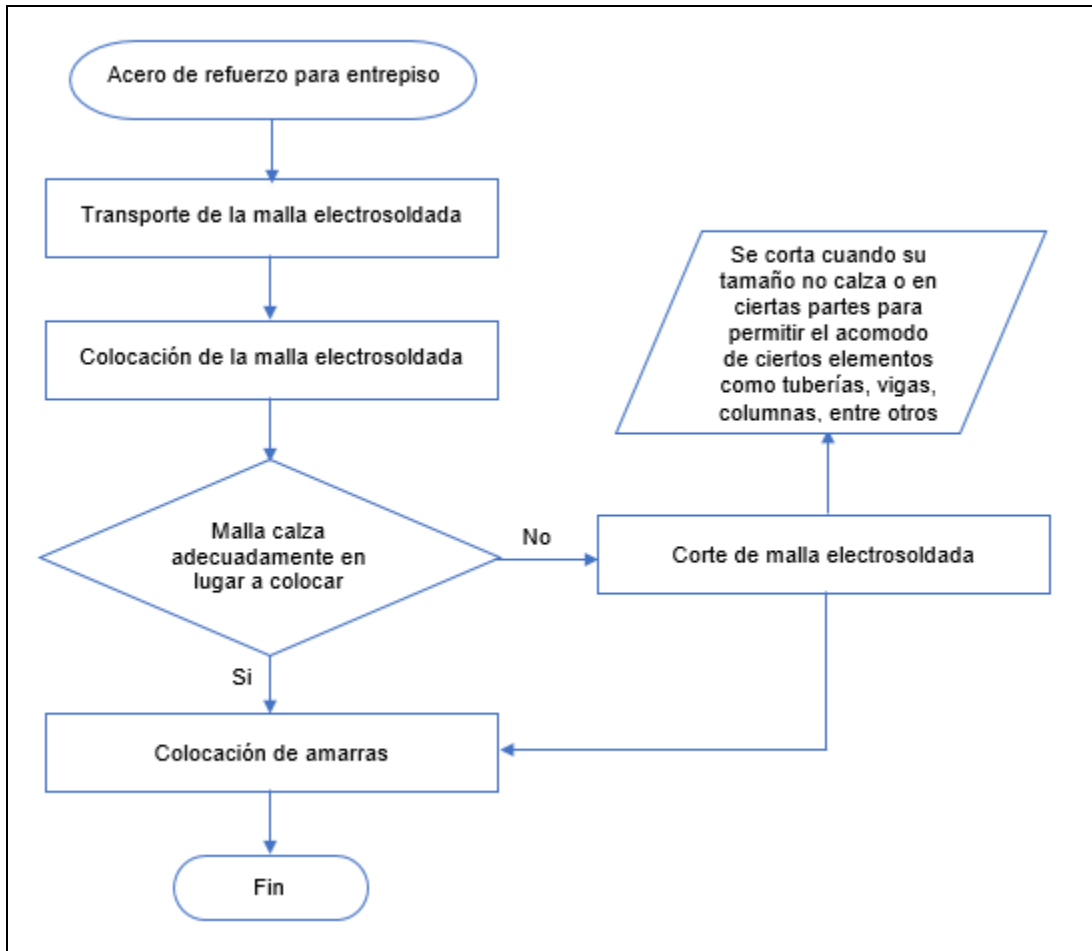 Acero de refuerzo para entrepiso
Transporte de la malla electrosoldada
Colocación de la malla electrosoldada
Malla calza
adecuadamente en
lugar a colocar
No
Corte de malla electrosoldada
Se corta cuando su
tamaño no calza o en
ciertas partes para
permitir el acomodo
de ciertos elementos
como tuberías, vigas,
columnas, entre otros
Si
Colocación de amarras
Fin